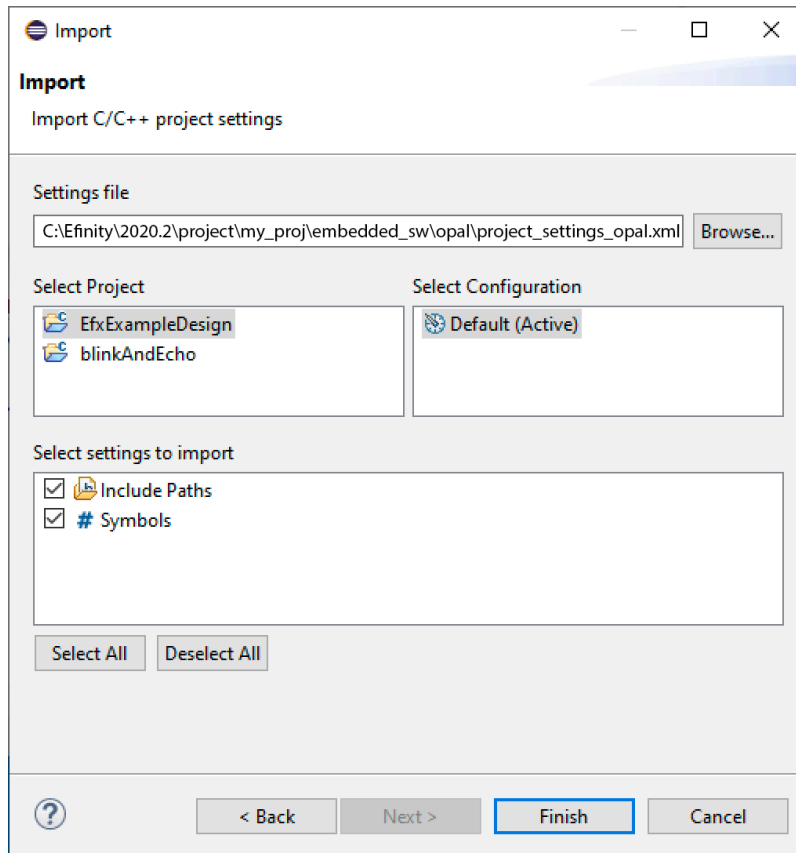 Import
Import
Import C/C++ project settings
Settings file
C:\Efinity\2020.2\project\my_proj\embedded_sw\opal\project_settings_opal.xml Browse...
Select Project Select Configuration
EfxExampleDesign Default (Active)
blinkAndEcho
Select settings to import
Include Paths
# Symbols
Select All Deselect All
? < Back Next > Finish Cancel